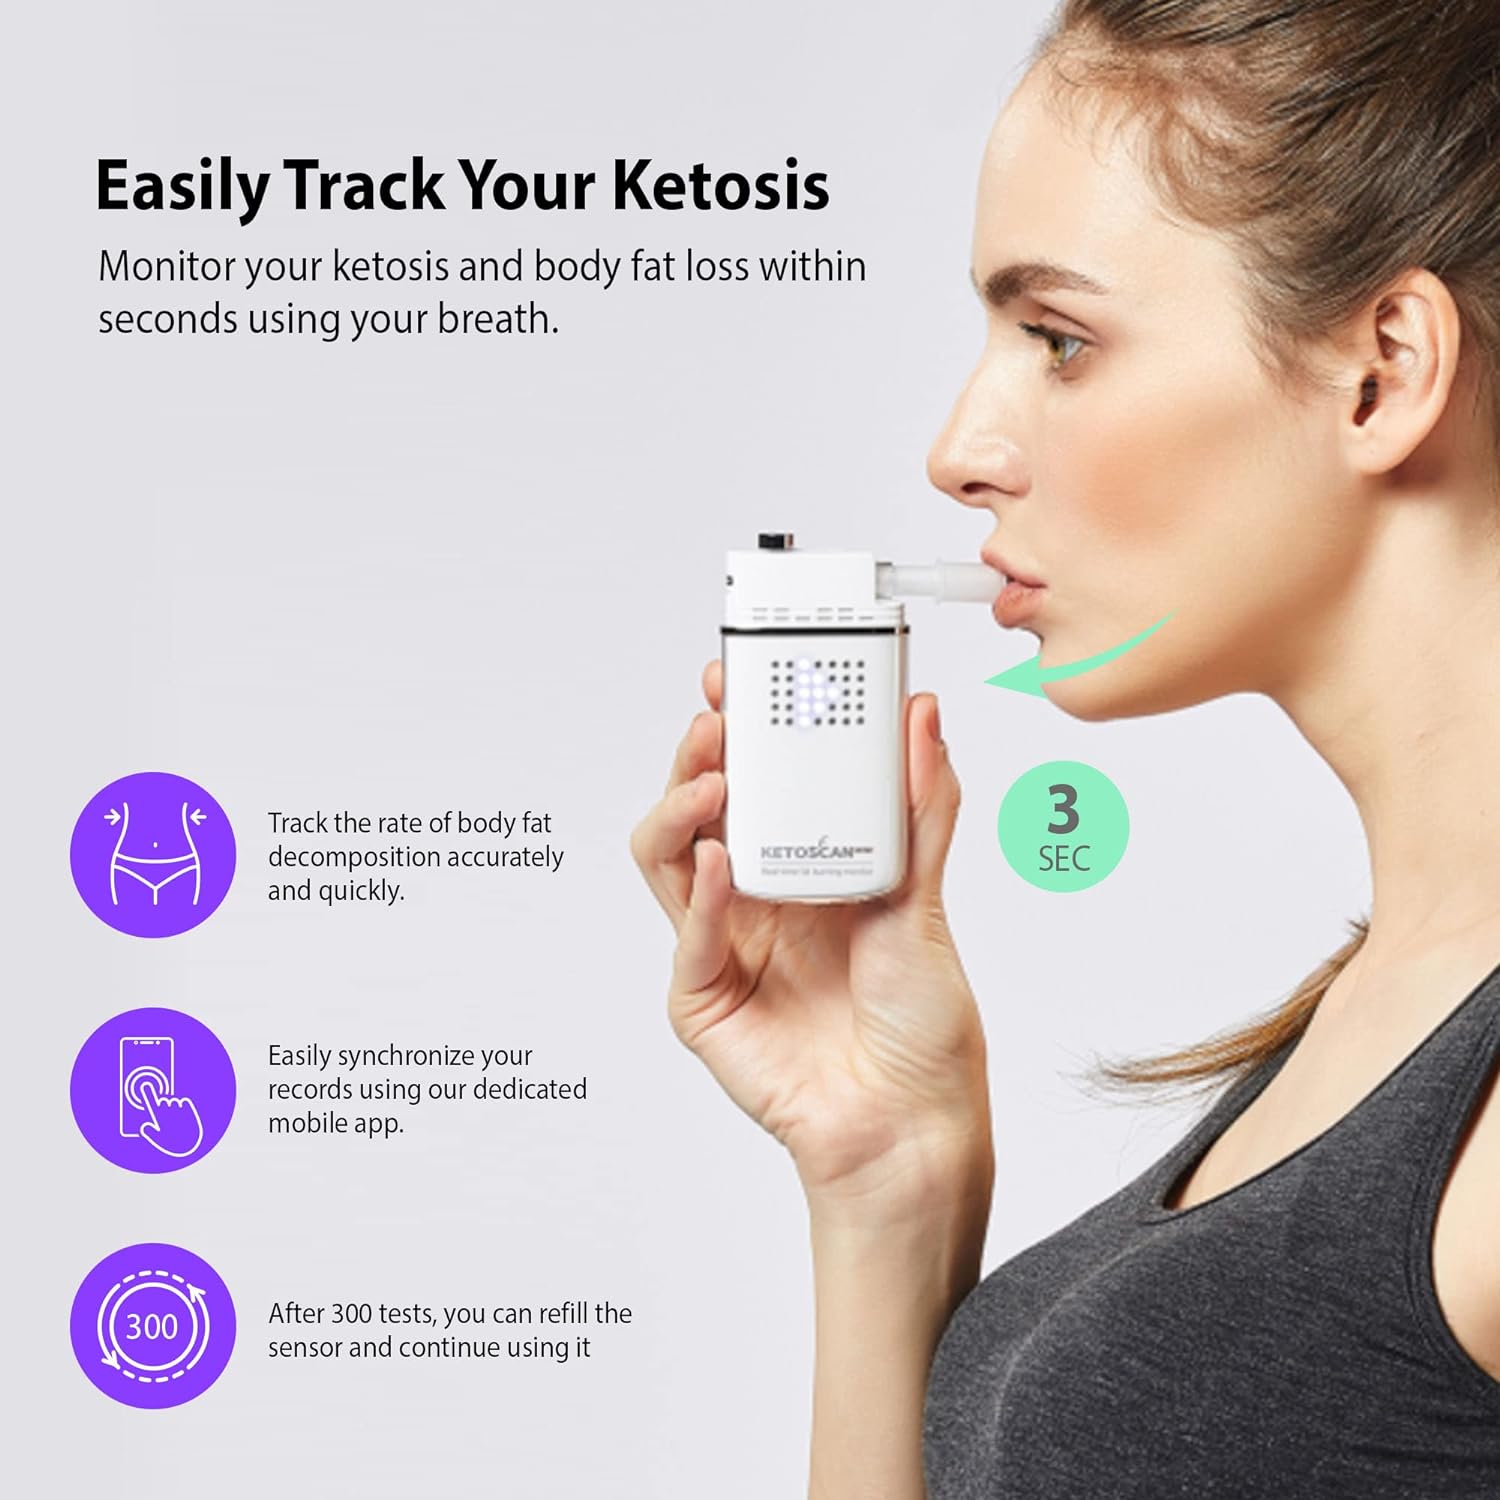 Easily Track Your Ketosis
Monitor your ketosis and body fat loss within
seconds using your breath.
3
SEC
KETOSCAN
Track the rate of body fat
decomposition accurately
and quickly.
Easily synchronize your
records using our dedicated
mobile app.
300
After 300 tests, you can refill the
sensor and continue using it